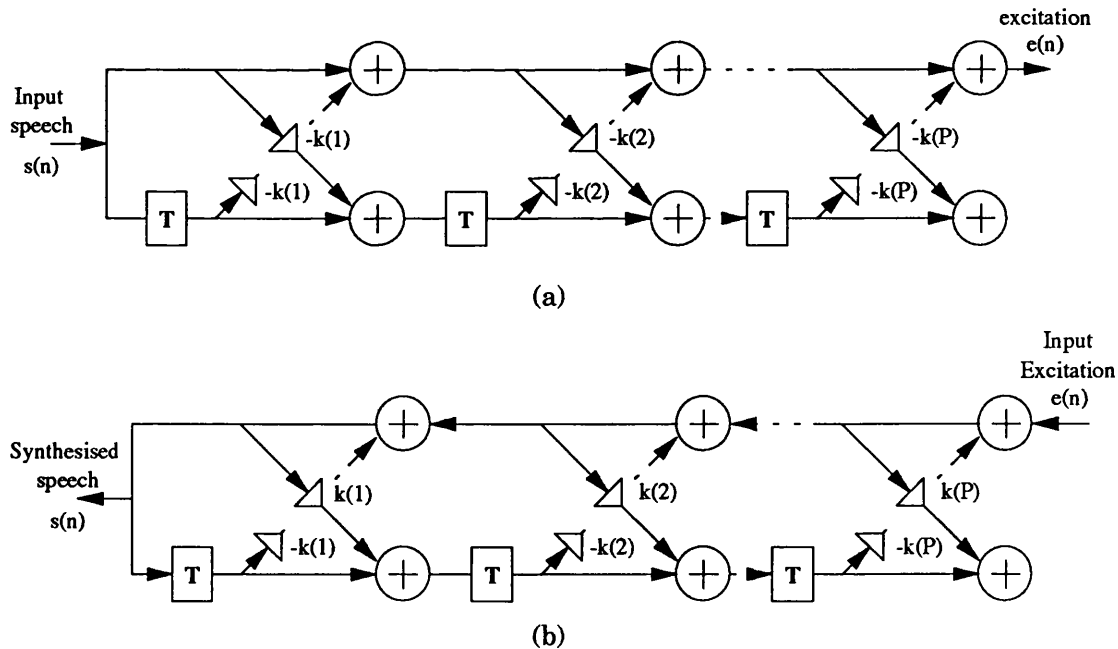 excitation
e(n)
Input
speech
s(n)
-k(1)
-k(2)
-k(P)
-k(1)
-k(2)
-k(P)
T
T
T
(a)
Input
Excitation
e(n)
Synthesised
speech
s(n)
k(1)
k(2)
k(P)
-k(1)
-k(2)
-k(P)
T
T
T
(b)